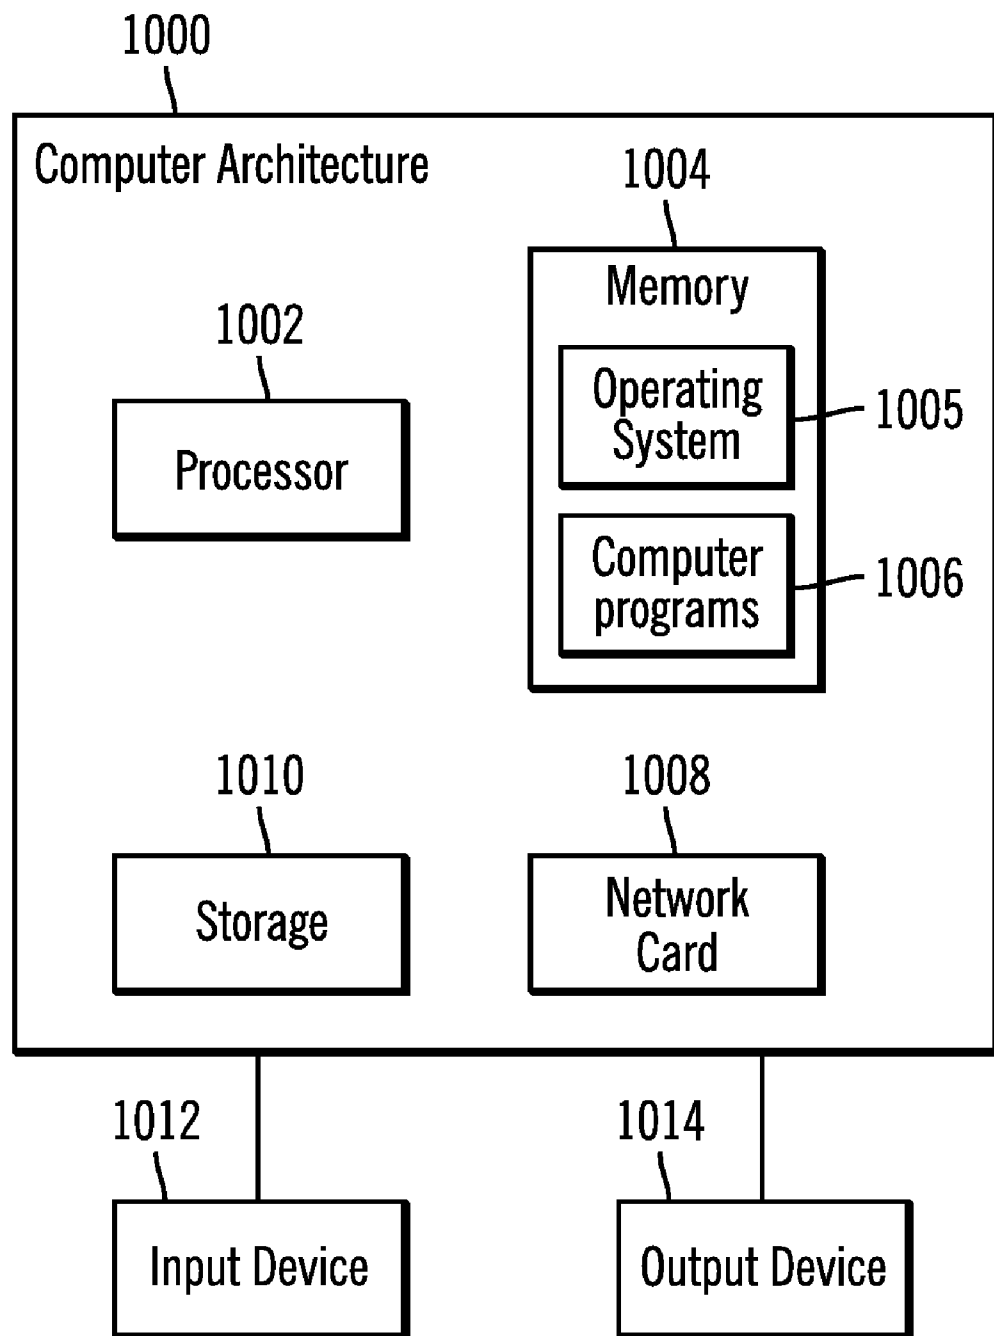 1000
Computer Architecture
1004
Memory
1002
Operating
System
1005
Processor
Computer
programs
1006
1010
1008
Storage
Network
Card
1012
1014
Input Device
Output Device